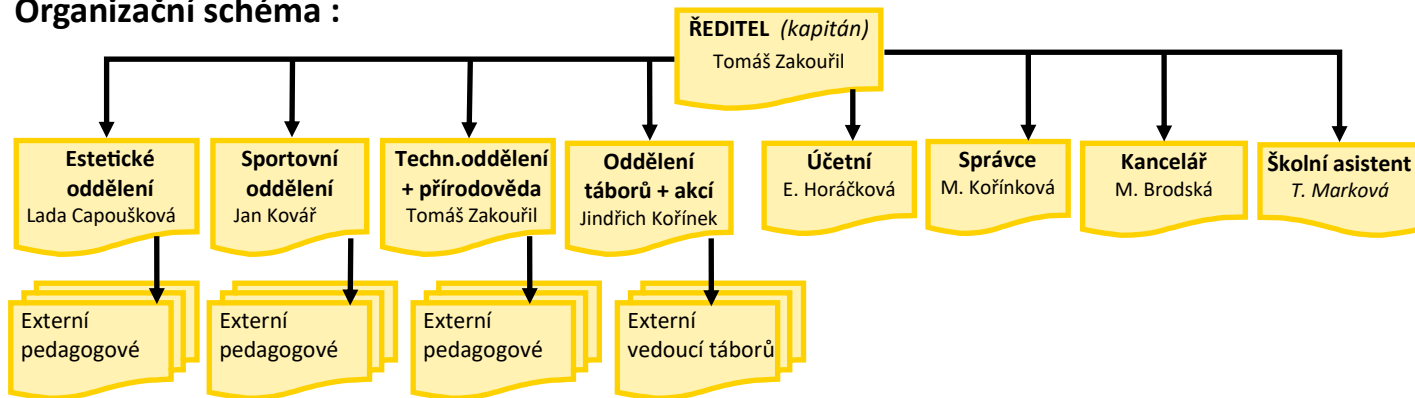 Organizační schéma :
ŘEDITEL (kapitán)
Tomáš Zakouřil
Estetické
oddělení
Lada Capoušková
Sportovní
oddělení
Jan Kovář
Techn.oddělení
+ přírodověda
Tomáš Zakouřil
Oddělení
táborů + akcí
Jindřich Kořínek
Účetní
E. Horáčková
Správce
M. Kořínková
Kancelář
M. Brodská
Školní asistent
T. Marková
Externí
pedagogové
Externí
pedagogové
Externí
pedagogové
Externí
vedoucí táborů